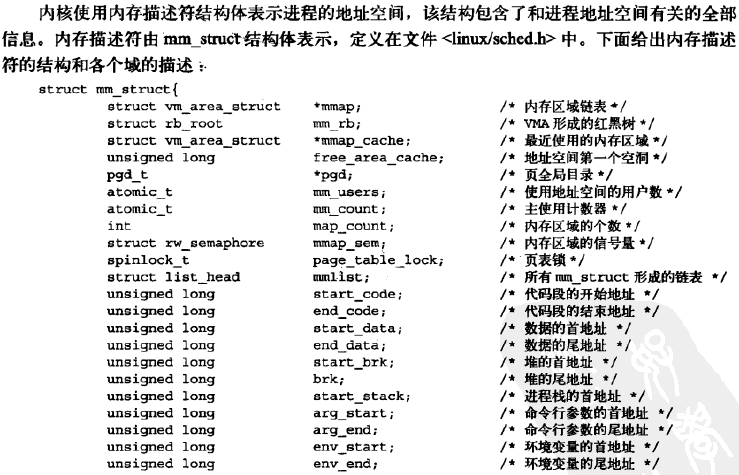 内核使用内存描述符结构体表示进程的地址空间，该结构包含了和进程地址空间有关的全部
信息。内存描述符由 mm_struct 结构体表示，定义在文件 <linux/sched.h> 中。下面给出内存描述
符的结构和各个域的描述：
struct mm_struct{
struct vm_area_struct *mmap; /* 内存区域链表 */
struct rb_root mm_rb; /* VMA 形成的红黑树 */
struct vm_area_struct *mmap_cache; /* 最近使用的内存区域 */
unsigned long free_area_cache; /* 地址空间第一个空洞 */
pgd_t *pgd; /* 页全局目录 */
atomic_t mm_users; /* 使用地址空间的用户数 */
atomic_t mm_count; /* 主使用计数器 */
int map_count; /* 内存区域的个数 */
struct rw_semaphore mmap_sem; /* 内存区域的信号量 */
spinlock_t page_table_lock; /* 页表锁 */
struct list_head mmlist; /* 所有 mm_struct 形成的链表 */
unsigned long start_code; /* 代码段的开始地址 */
unsigned long end_code; /* 代码段的结束地址 */
unsigned long start_data; /* 数据的首地址 */
unsigned long end_data; /* 数据的尾地址 */
unsigned long start_brk; /* 堆的首地址 */
unsigned long brk; /* 堆的尾地址 */
unsigned long start_stack; /* 进程栈的首地址 */
unsigned long arg_start; /* 命令行参数的首地址 */
unsigned long arg_end; /* 命令行参数的尾地址 */
unsigned long env_start; /* 环境变量的首地址 */
unsigned long env_end; /* 环境变量的尾地址 */